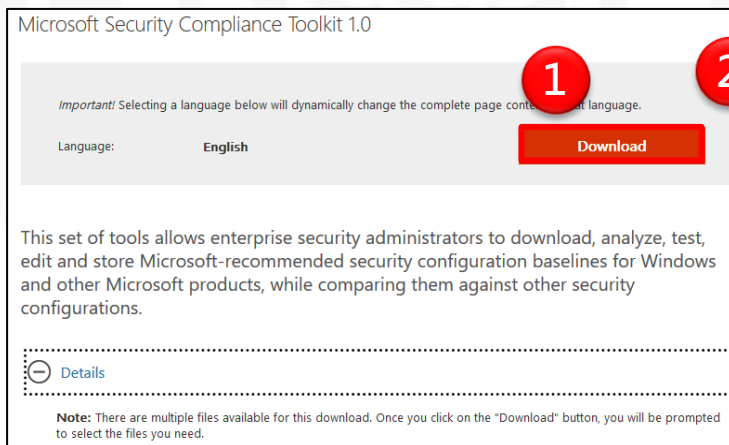 Microsoft Security Compliance Toolkit 1.0
1
2
Important! Selecting a language below will dynamically change the complete page language.
Language: English Download
This set of tools allows enterprise security administrators to download, analyze, test,
edit and store Microsoft-recommended security configuration baselines for Windows
and other Microsoft products, while comparing them against other security
configurations.
Details
Note: There are multiple files available for this download. Once you click on the "Download" button, you will be prompted
to select the files you need.